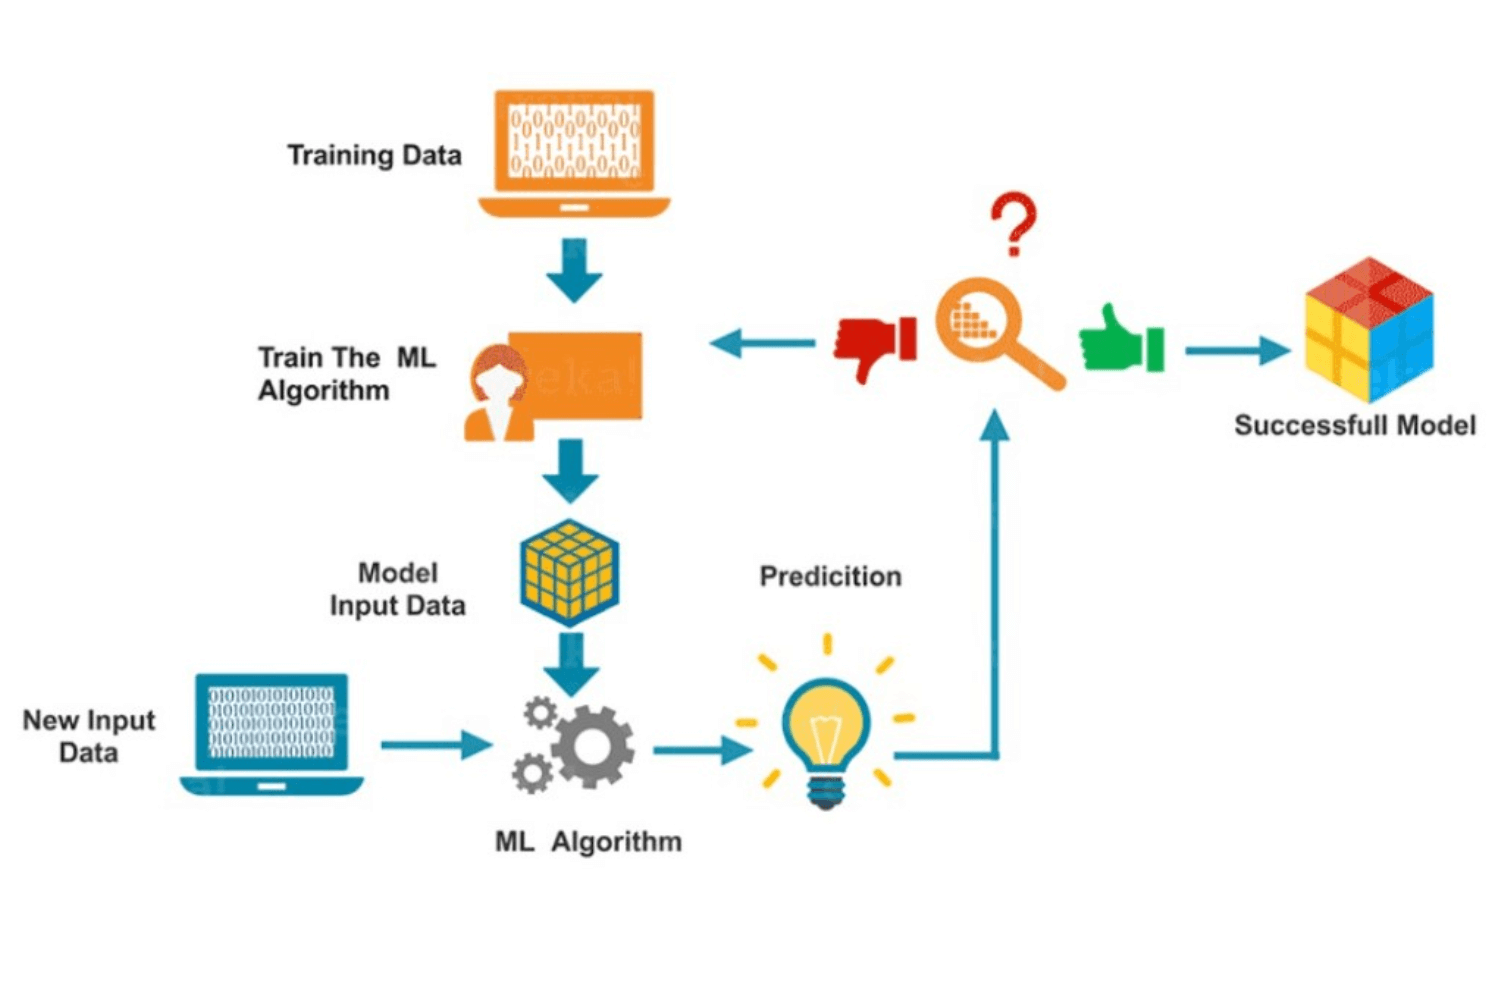 Training Data
Train The ML
Algorithm
?
Successfull Model
Model
Input Data
Predicition
New Input
Data
ML Algorithm